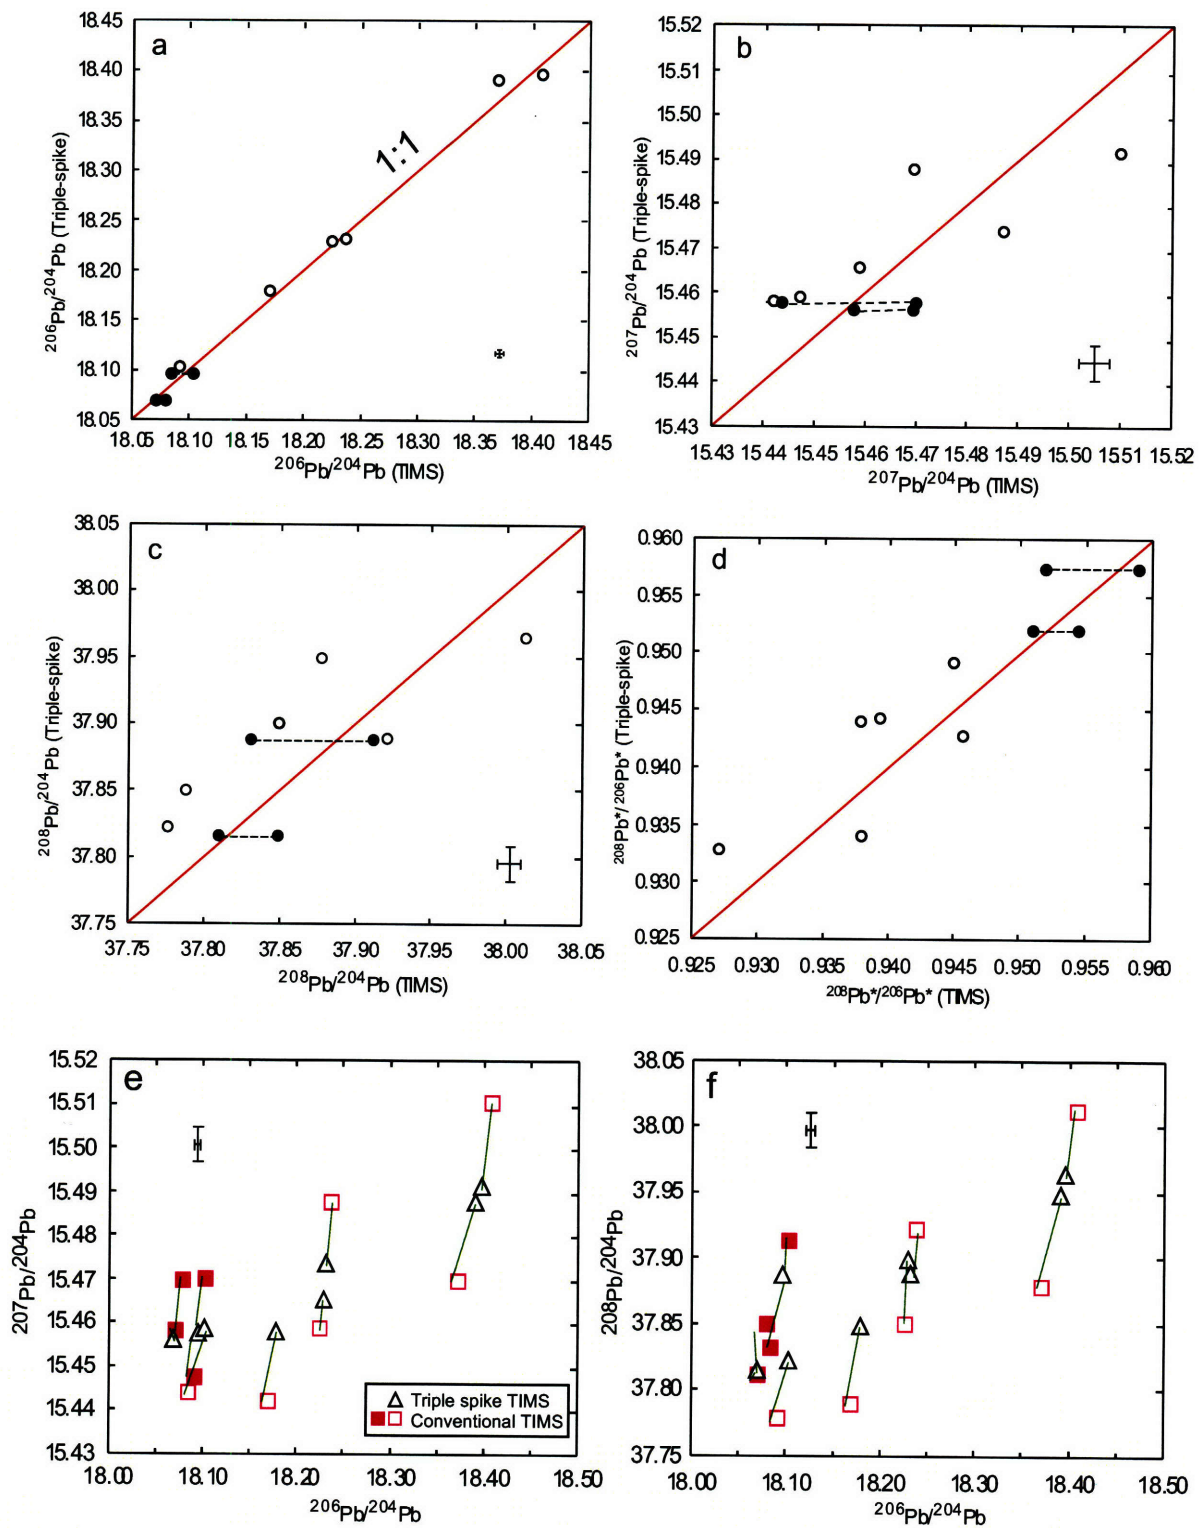 a
18.45
18.40
18.35
18.30
18.25
18.20
18.15
18.10
18.05
206Pb/204Pb (Triple-spike)
1:1
18.05 18.10 18.15 18.20 18.25 18.30 18.35 18.40 18.45
206Pb/204Pb (TIMS)
b
15.52
15.51
15.50
15.49
15.48
15.47
15.46
15.45
15.44
15.43
207Pb/204Pb (Triple-spike)
15.43 15.44 15.45 15.46 15.47 15.48 15.49 15.50 15.51 15.52
207Pb/204Pb (TIMS)
c
38.05
38.00
37.95
37.90
37.85
37.80
37.75
208Pb/204Pb (Triple-spike)
37.75 37.80 37.85 37.90 37.95 38.00 38.05
208Pb/204Pb (TIMS)
d
0.960
0.955
0.950
0.945
0.940
0.935
0.930
0.925
208Pb*/206Pb* (Triple-spike)
0.925 0.930 0.935 0.940 0.945 0.950 0.955 0.960
208Pb*/206Pb* (TIMS)
e
15.52
15.51
15.50
15.49
15.48
15.47
15.46
15.45
15.44
15.43
207Pb/204Pb
Triple spike TIMS
Conventional TIMS
18.00 18.10 18.20 18.30 18.40 18.50
206Pb/204Pb
f
38.05
38.00
37.95
37.90
37.85
37.80
37.75
208Pb/204Pb
18.00 18.10 18.20 18.30 18.40 18.50
206Pb/204Pb